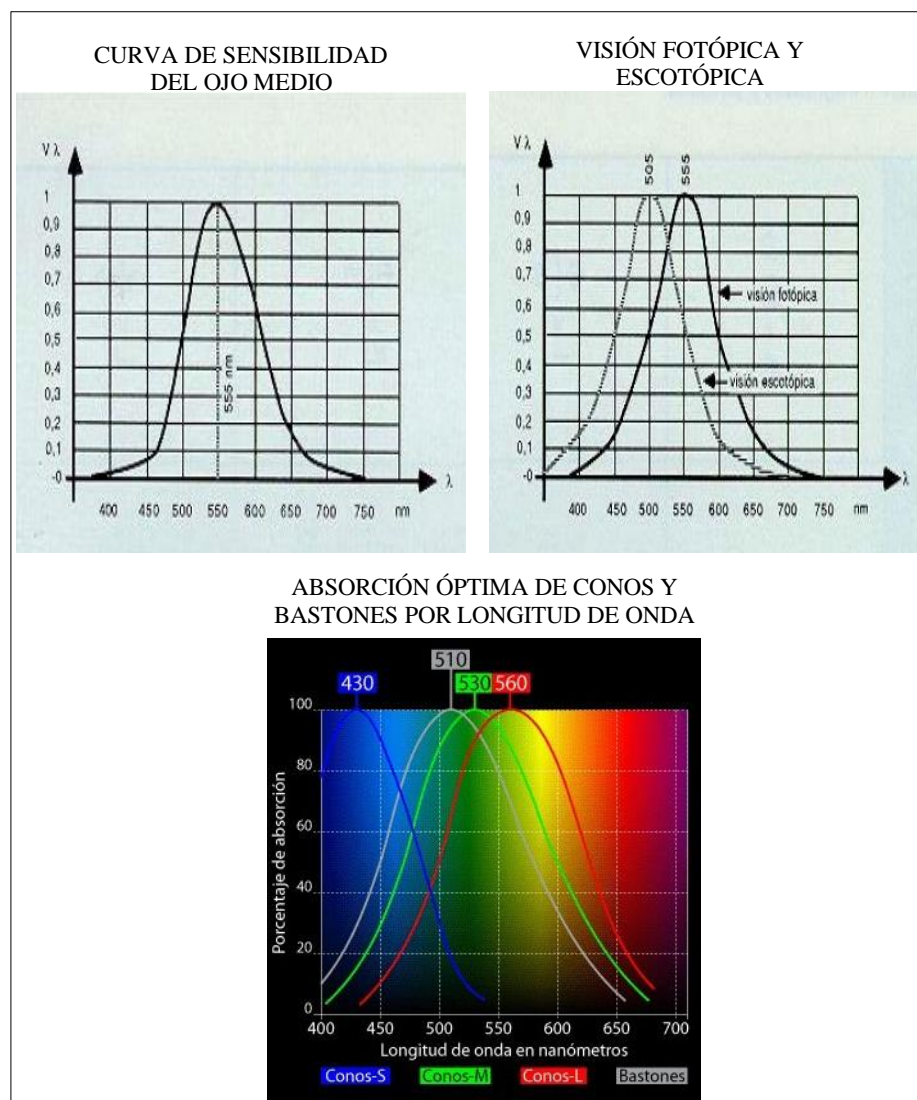 CURVA DE SENSIBILIDAD
DEL OJO MEDIO
V λ
1
0,9
0,8
0,7
0,6
0,5
0,4
0,3
0,2
0,1
-0
555 nm
λ
400 450 500 550 600 650 700 750 nm
VISIÓN FOTÓPICA Y
ESCOTÓPICA
V λ
505
555
1
0,9
0,8
0,7
0,6
0,5
0,4
0,3
0,2
0,1
-0
visión fotópica
visión escotópica
λ
400 450 500 550 600 650 700 750 nm
ABSORCIÓN ÓPTIMA DE CONOS Y
BASTONES POR LONGITUD DE ONDA
510
430 530 560
Porcentaje de absorción
100
80
60
40
20
0
400 450 500 550 600 650 700
Longitud de onda en nanómetros
Conos-S Conos-M Conos-L Bastones